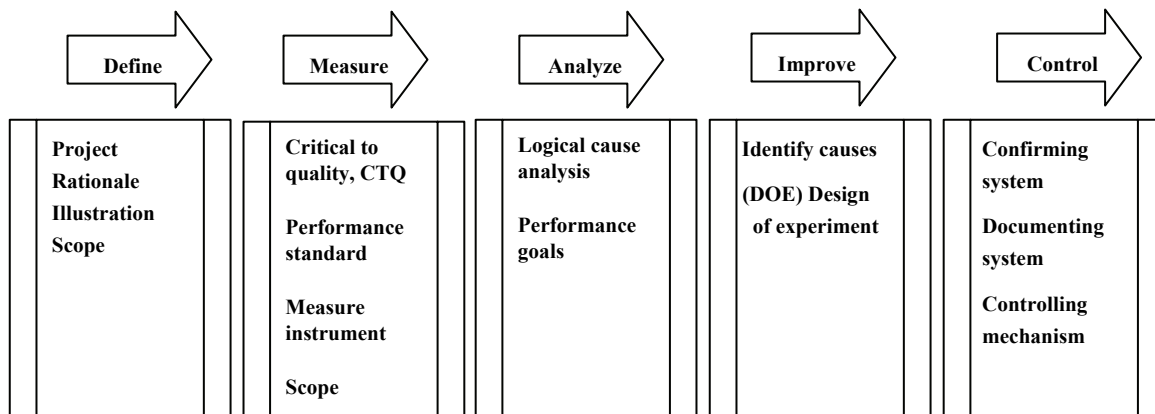 Define
Measure
Analyze
Improve
Control
Project
Rationale
Illustration
Scope
Critical to
quality, CTQ
Performance
standard
Measure
instrument
Scope
Logical cause
analysis
Performance
goals
Identify causes
(DOE) Design
of experiment
Confirming
system
Documenting
system
Controlling
mechanism